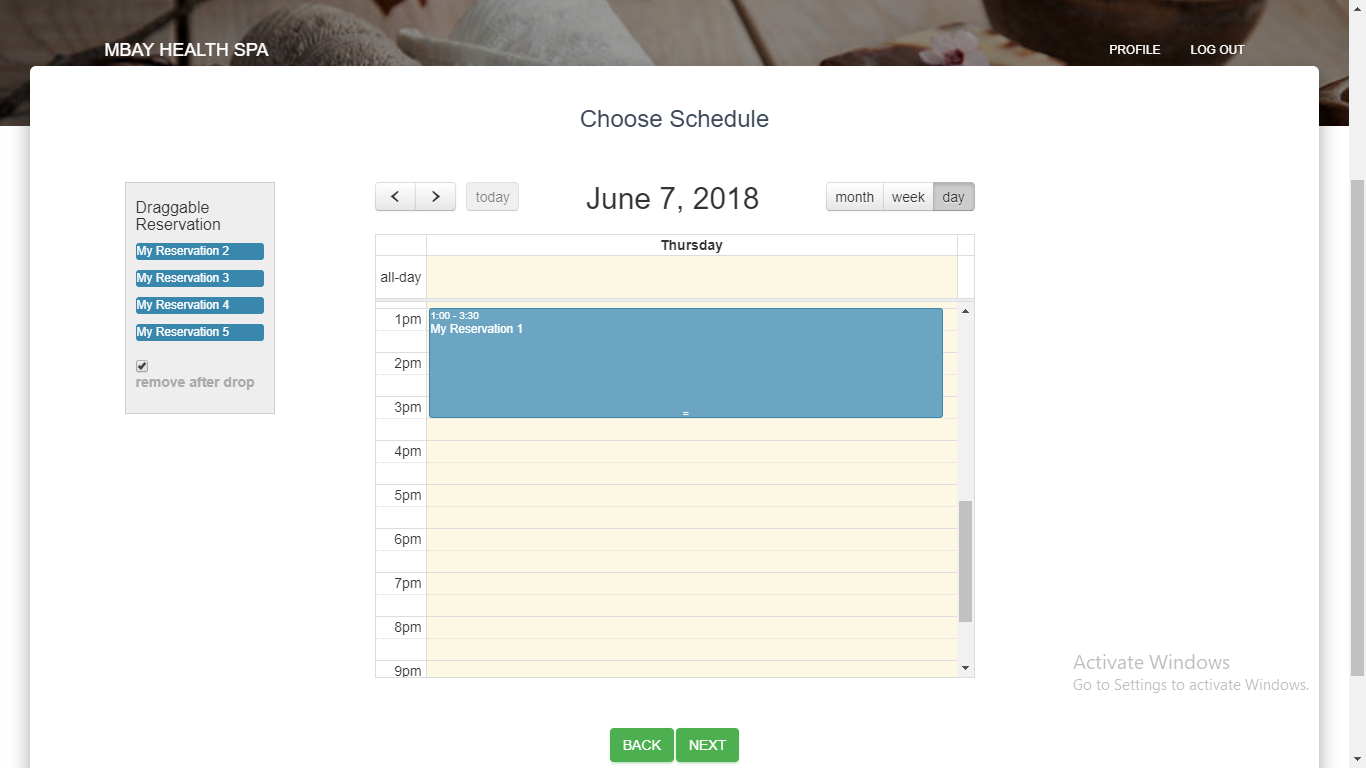 MBAY HEALTH SPA
PROFILE
LOG OUT
Choose Schedule
Draggable
Reservation
My Reservation 2
My Reservation 3
My Reservation 4
My Reservation 5
remove after drop
today
June 7, 2018
month
week
day
Thursday
all-day
1pm
1:00 - 3:30
My Reservation 1
2pm
3pm
4pm
5pm
6pm
7pm
8pm
9pm
Activate Windows
Go to Settings to activate Windows.
BACK
NEXT